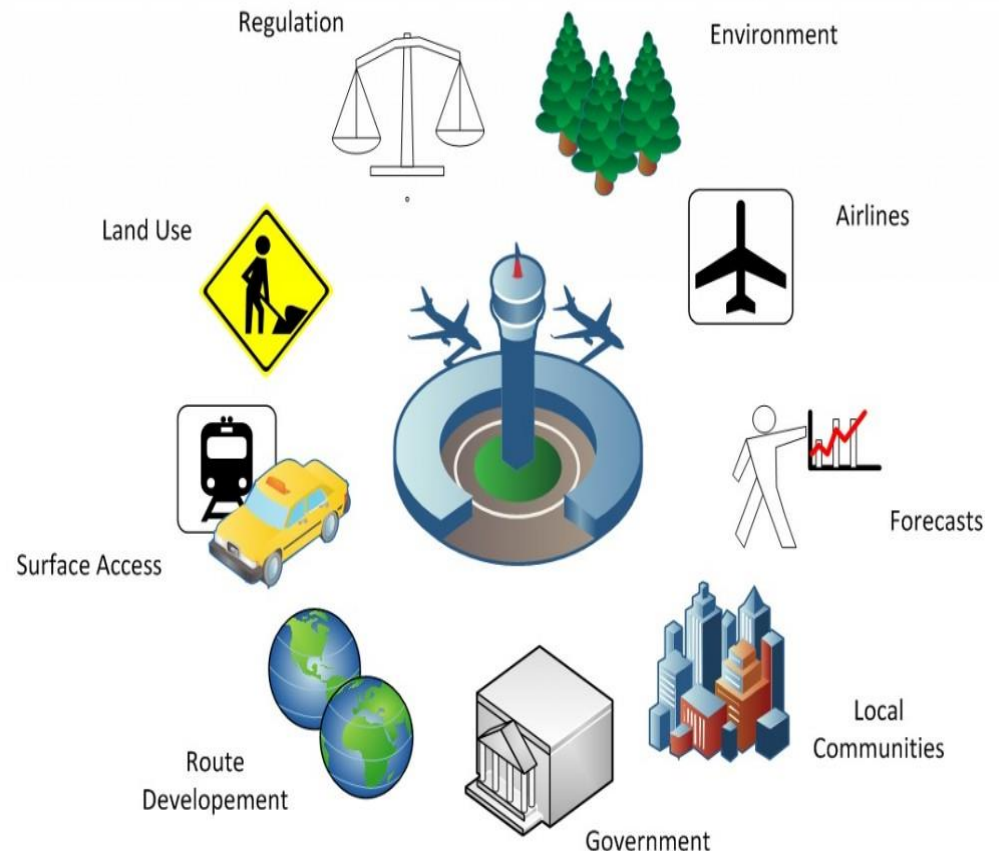 Regulation
Environment
Land Use
Airlines
Forecasts
Surface Access
Local
Communities
Route
Developement
Government